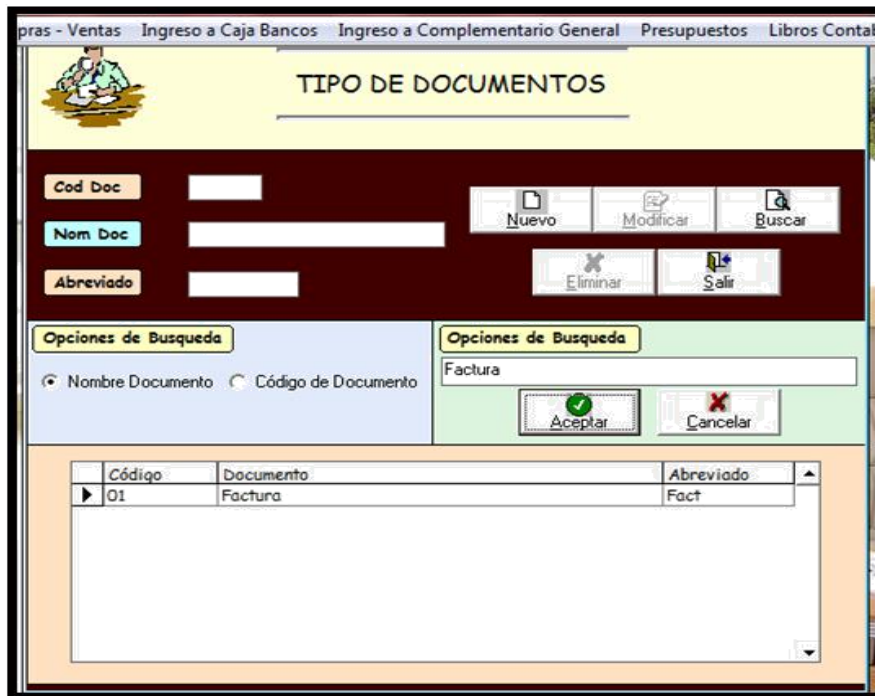 pras - Ventas Ingreso a Caja Bancos Ingreso a Complementario General Presupuestos Libros Contab
TIPO DE DOCUMENTOS
Cod Doc
Nuevo Modificar Buscar
Nom Doc
Abreviado
Eliminar Salir
Opciones de Busqueda
Opciones de Busqueda
Nombre Documento Código de Documento
Factura
Aceptar Cancelar
Código Documento Abreviado
01 Factura Fact